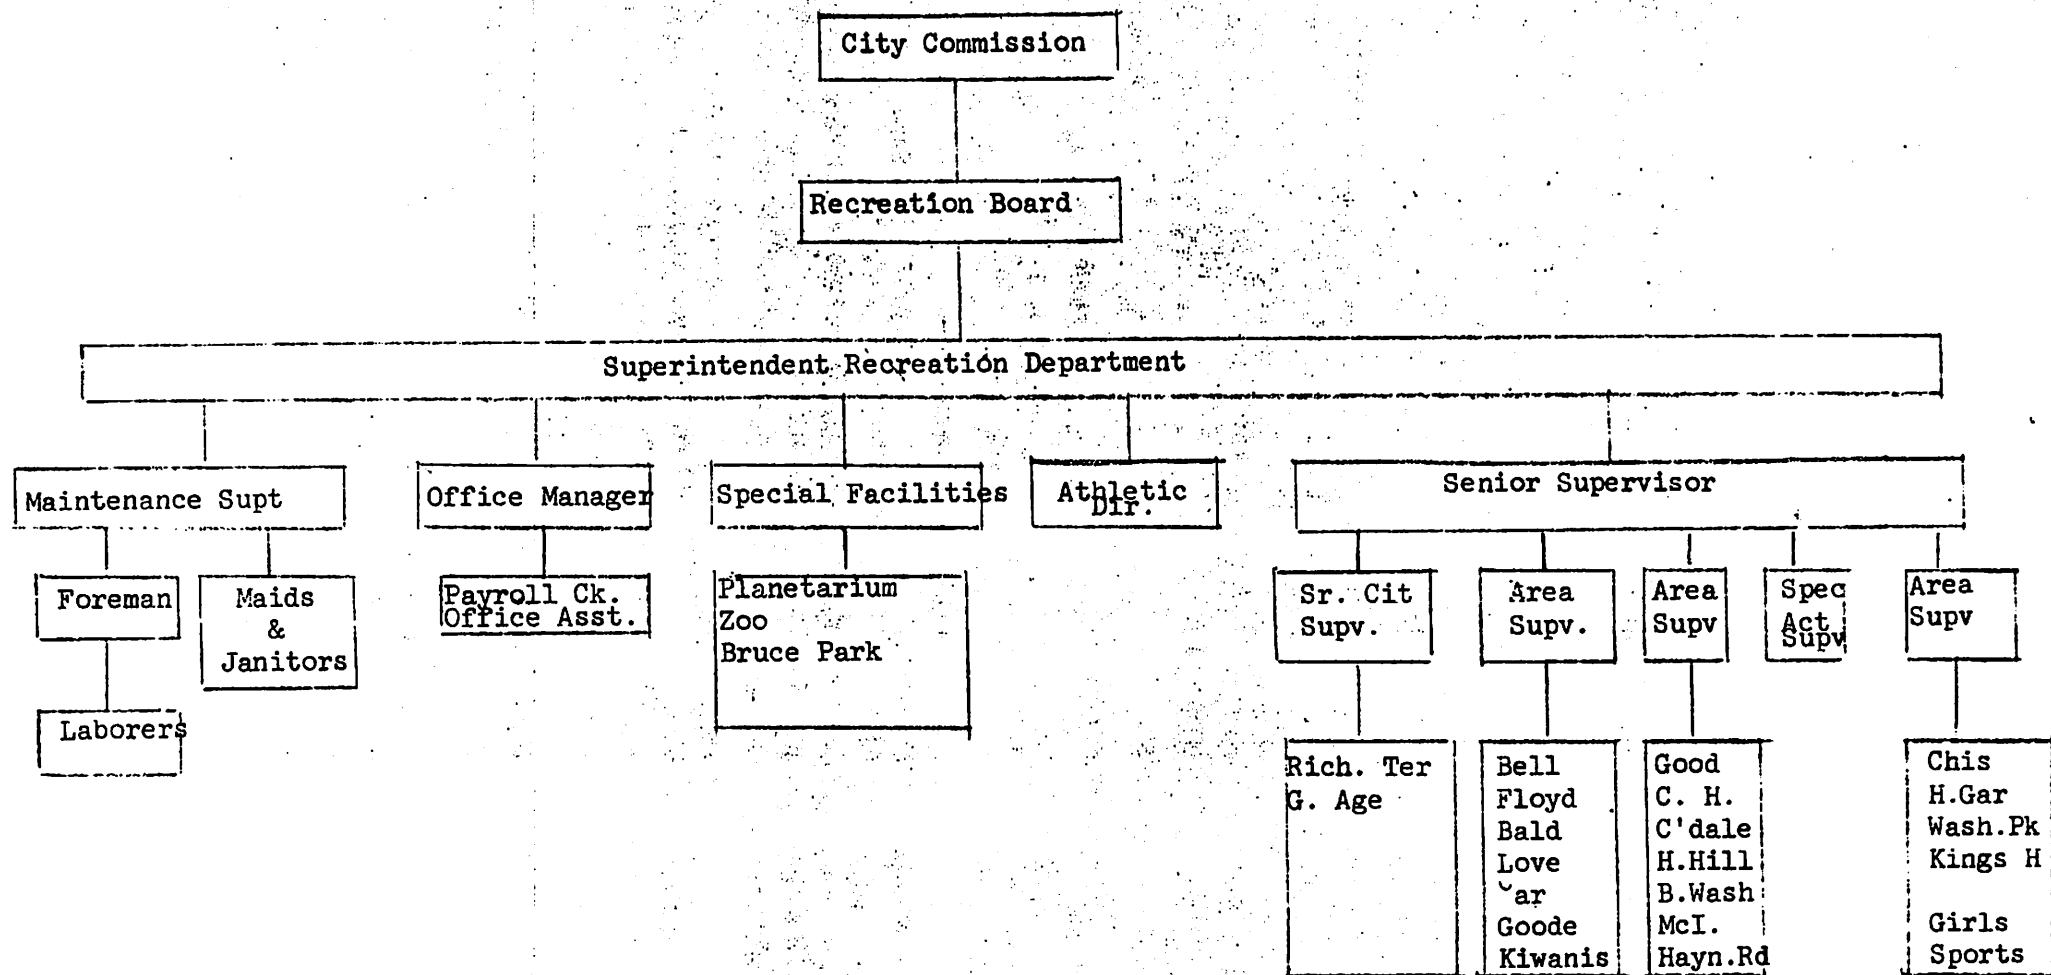 City Commission
Recreation Board
Superintendent Recreation Department
Maintenance Supt
Office Manager
Special Facilities
Athletic
Dir.
Senior Supervisor
Foreman
Maids
&
Janitors
Laborers
Payroll Ck.
Office Asst.
Planetarium
Zoo
Bruce Park
Sr. Cit
Supv.
Area
Supv.
Area
Supv
Spec
Act
Supv
Area
Supv
Rich. Ter
G. Age
Bell
Floyd
Bald
Love
Goode
Kiwanis
Good
C. H.
C'dale
H.Hill
B.Wash
McI.
Hayn.Rd
Chis
H.Gar
Wash.Pk
Kings H
Girls
Sports